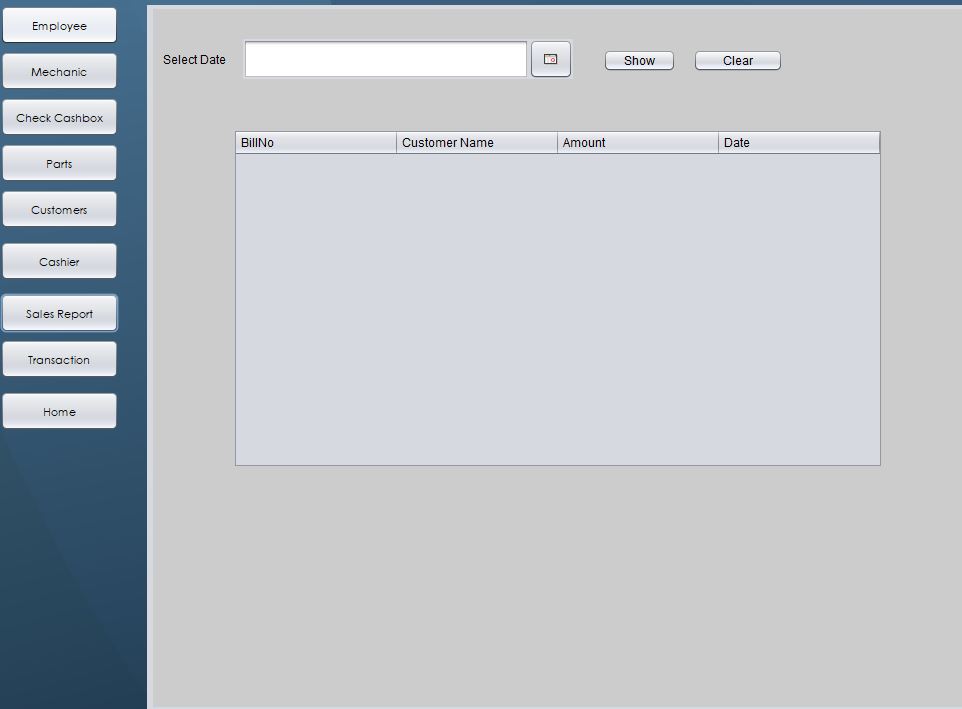 Employee
Mechanic
Check Cashbox
Parts
Customers
Cashier
Sales Report
Transaction
Home
Select Date
Show
Clear
BillNo Customer Name Amount Date